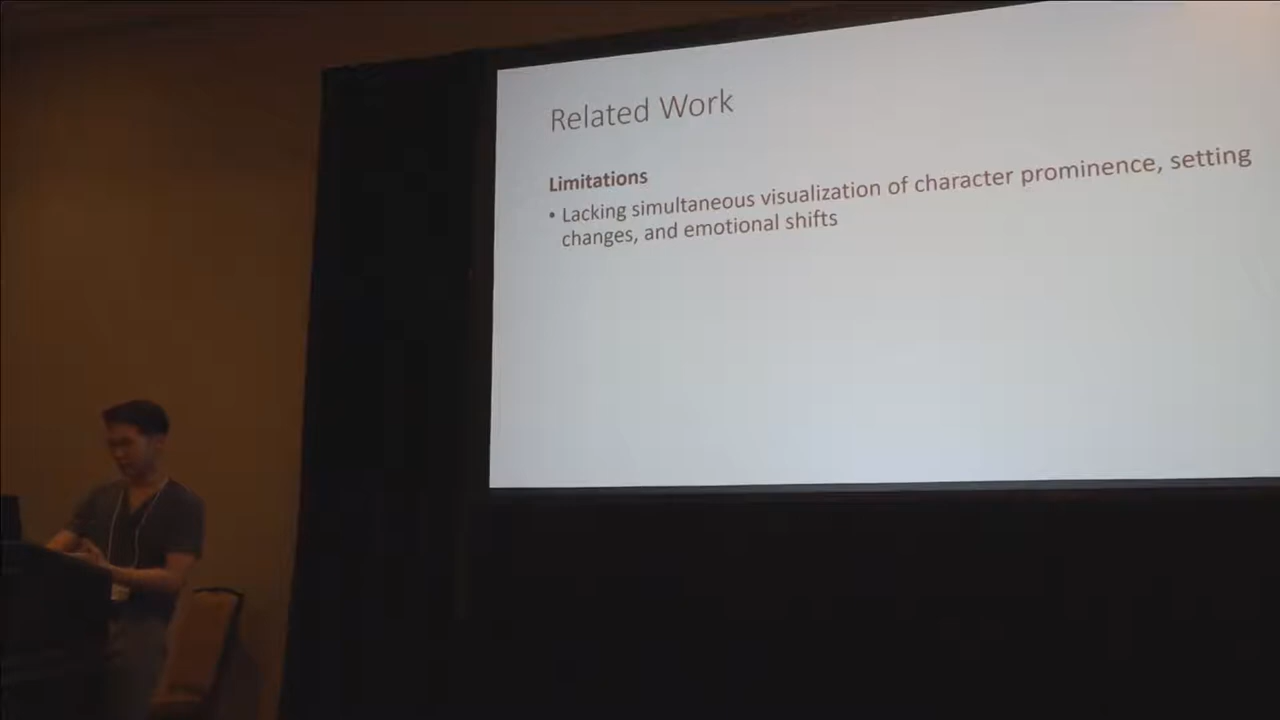 Related Work
Limitations
• Lacking simultaneous visualization of character prominence, setting
changes, and emotional shifts